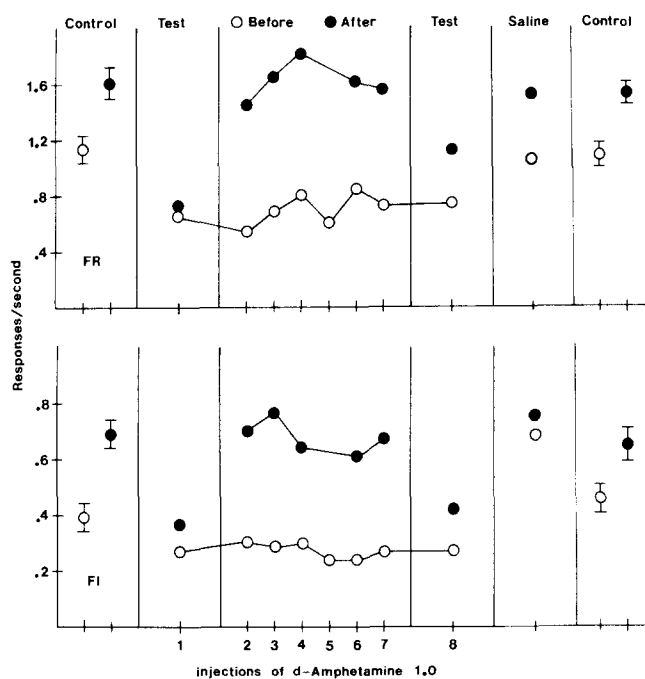 Control Test ○ Before ● After Test Saline Control
1.6
1.2
.8
.4
FR
Responses/second
.8
.6
.4
.2
FI
1 2 3 4 5 6 7 8
injections of d-Amphetamine 1.0